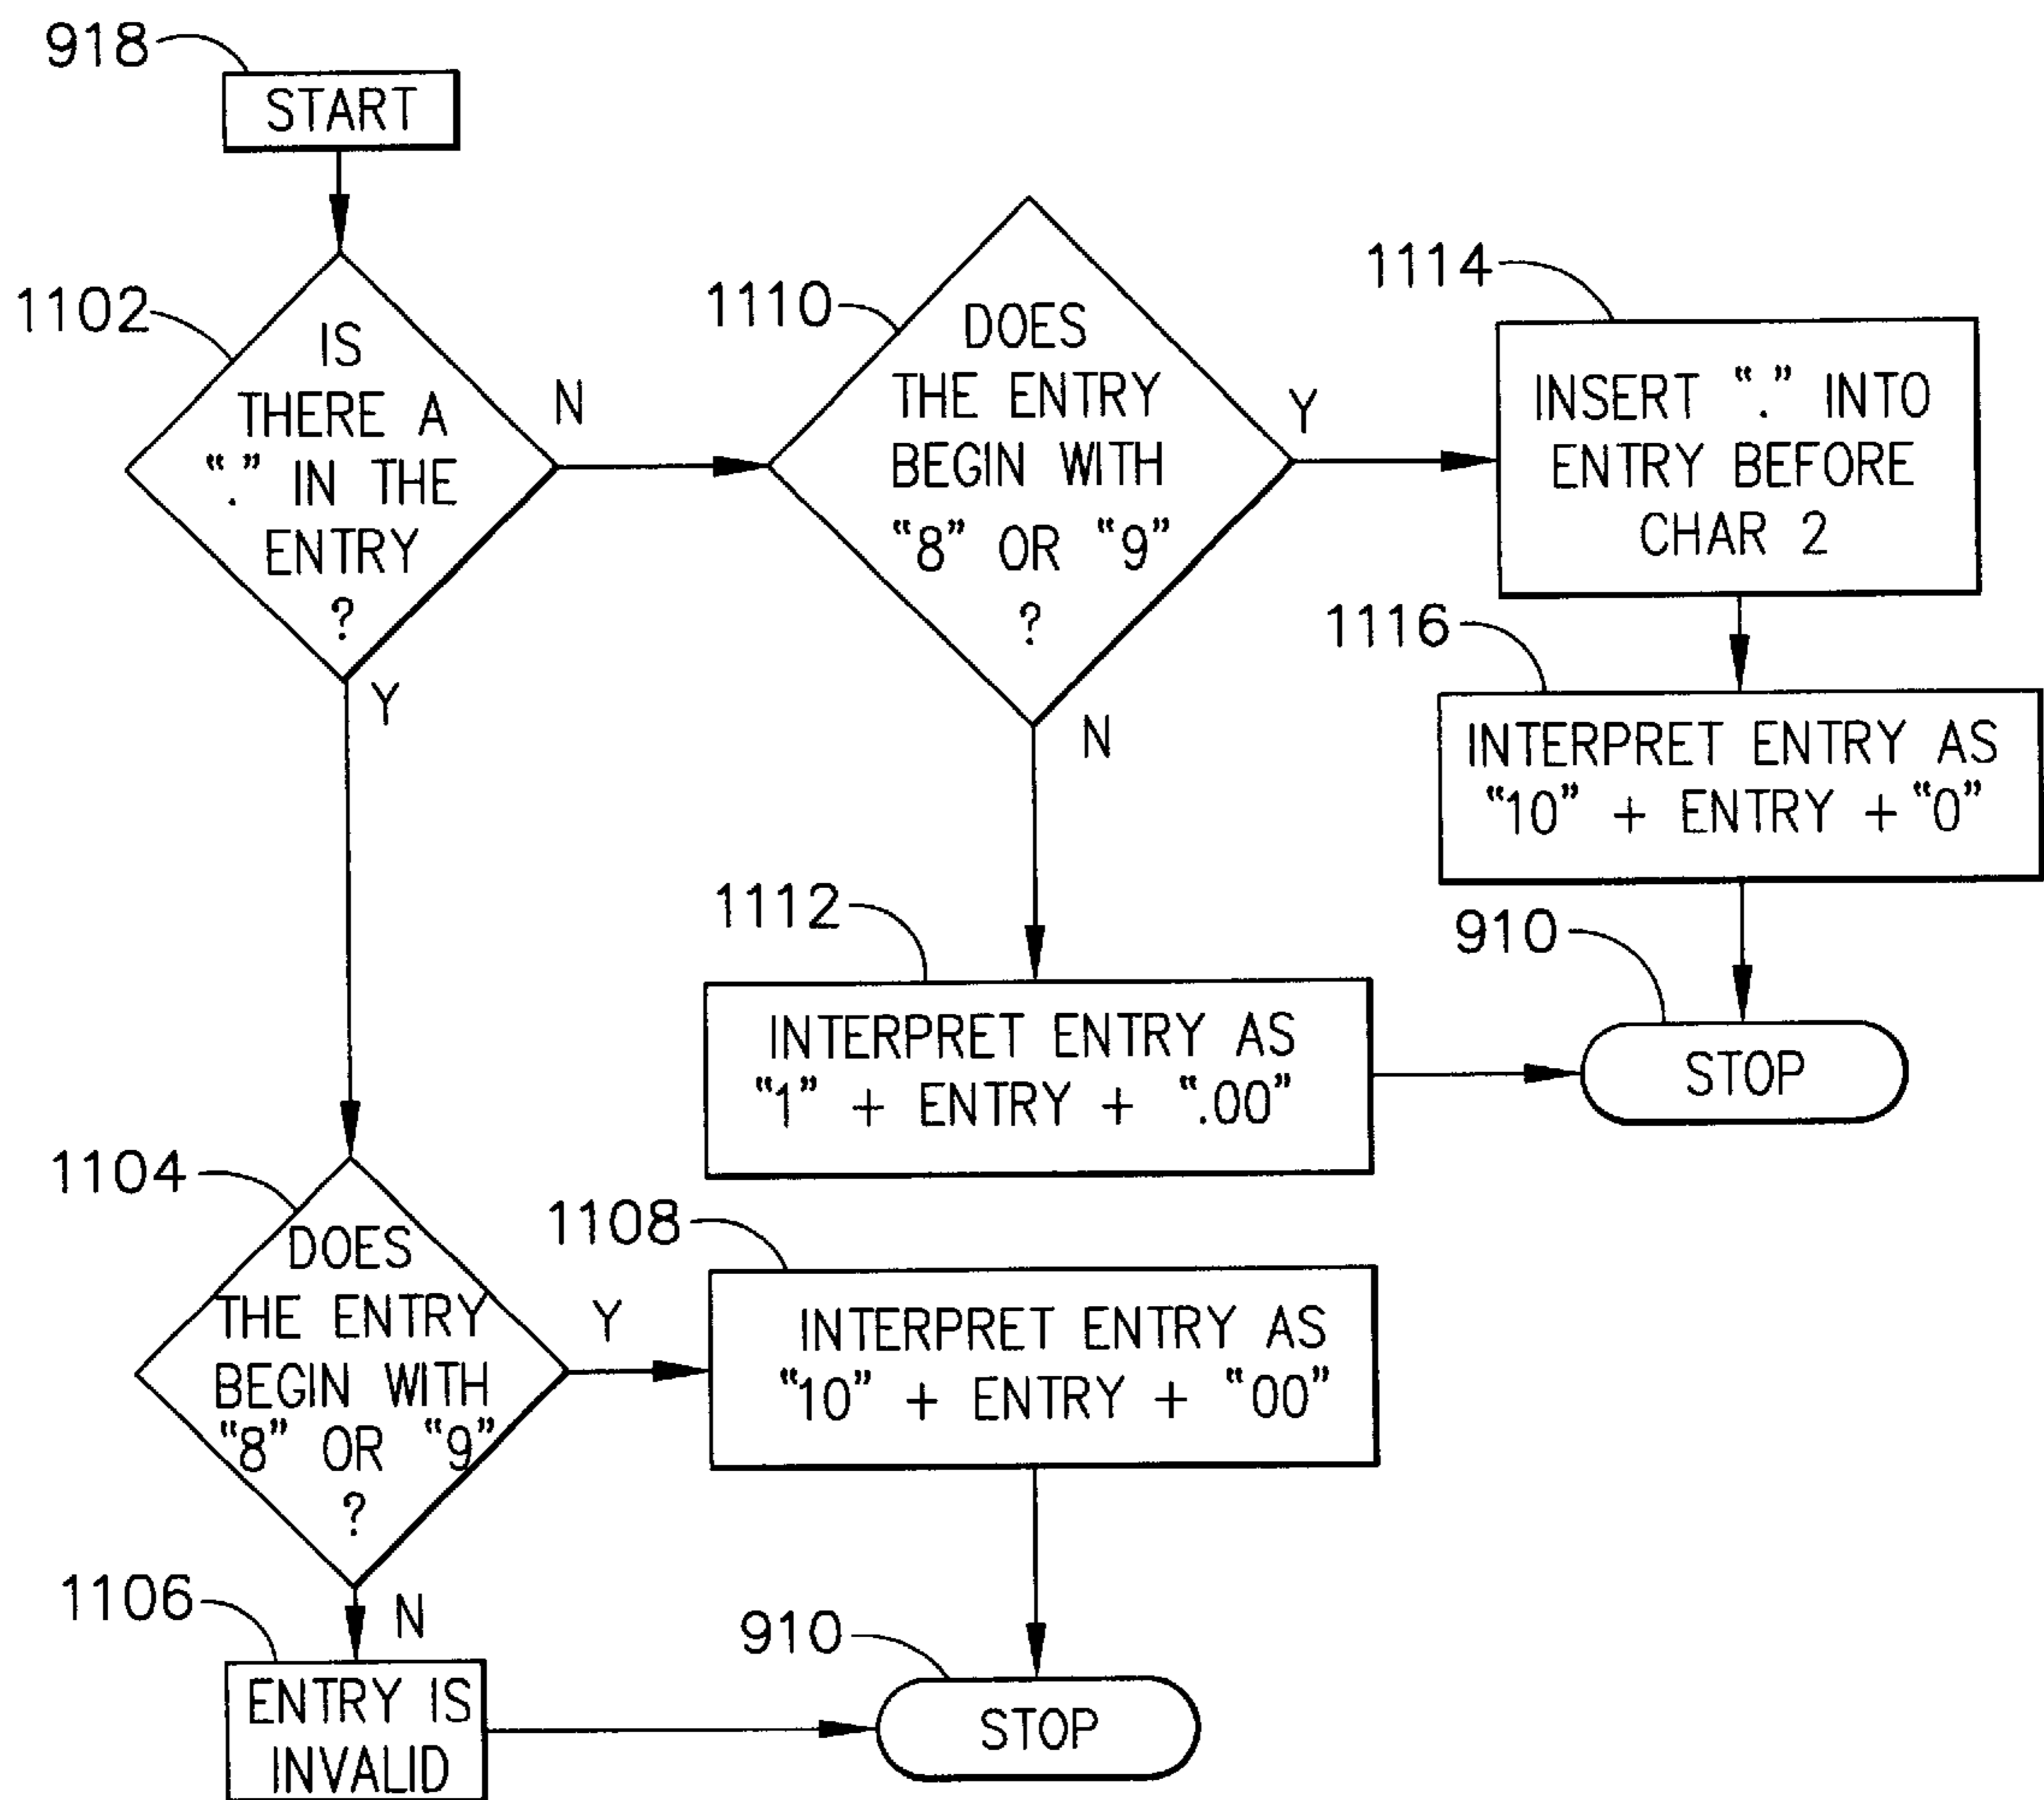 918
START
1102
IS
THERE A
“.” IN THE
ENTRY
?
N
Y
1110
DOES
THE ENTRY
BEGIN WITH
“8” OR “9”
?
Y
N
1114
INSERT “.” INTO
ENTRY BEFORE
CHAR 2
1116
INTERPRET ENTRY AS
“10” + ENTRY +“0”
910
STOP
1112
INTERPRET ENTRY AS
“1” + ENTRY + “.00”
1104
DOES
THE ENTRY
BEGIN WITH
“8” OR “9”
?
Y
N
1108
INTERPRET ENTRY AS
“10” + ENTRY + “00”
1106
ENTRY IS
INVALID
910
STOP